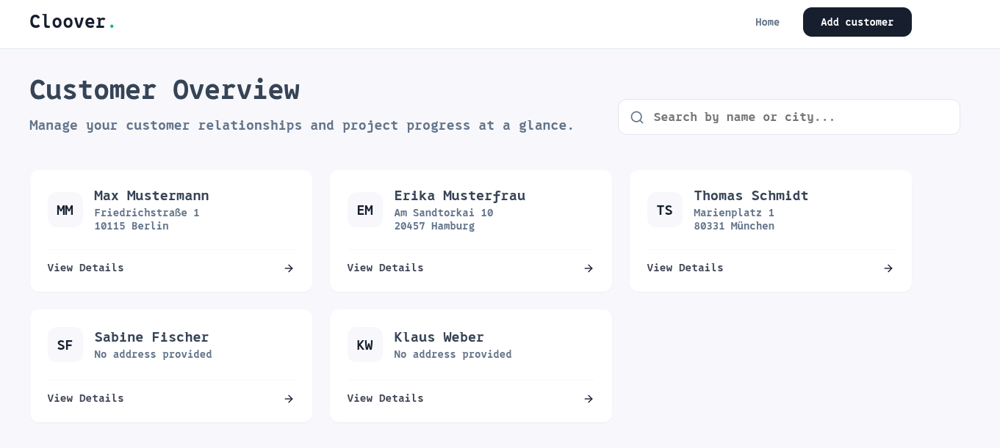 Cloover.
Home
Add customer
Customer Overview
Manage your customer relationships and project progress at a glance.
Search by name or city...
MM
Max Mustermann
Friedrichstraße 1
10115 Berlin
View Details
EM
Erika Musterfrau
Am Sandtorkai 10
20457 Hamburg
View Details
TS
Thomas Schmidt
Marienplatz 1
80331 München
View Details
SF
Sabine Fischer
No address provided
View Details
KW
Klaus Weber
No address provided
View Details